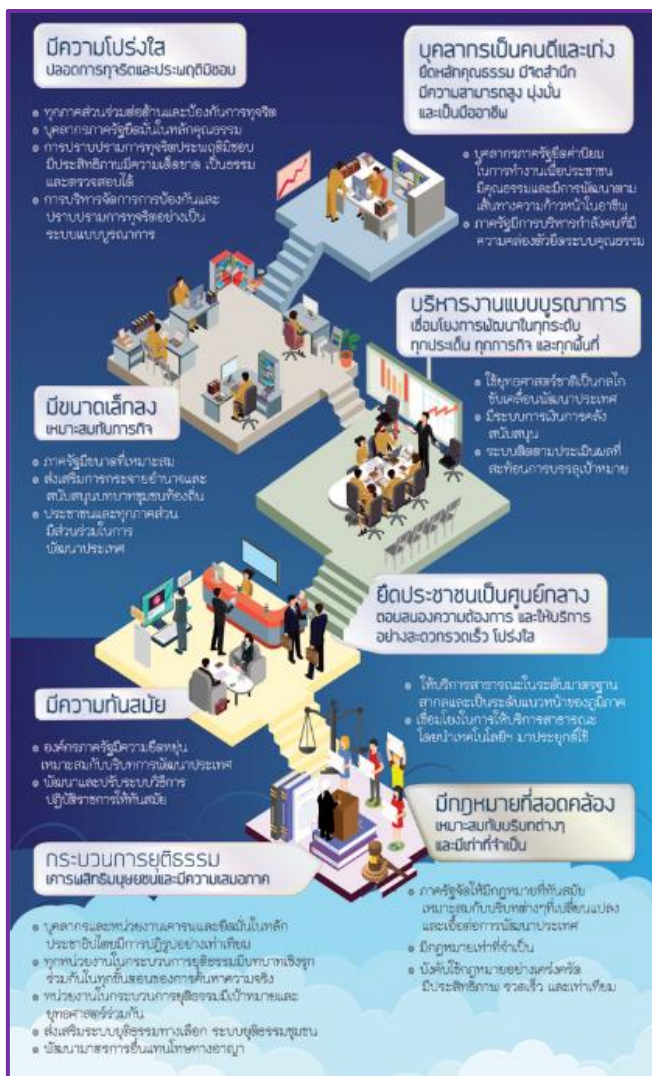 มีความโปร่งใส
ปลอดการทุจริตและประพฤติมิชอบ
• ทุกภาคส่วนร่วมต่อต้านและป้องกันการทุจริต
• บุคลากรภาครัฐยึดมั่นในหลักคุณธรรม
• การปราบปรามการทุจริตประพฤติมิชอบ
มีประสิทธิภาพมีความเด็ดขาด เป็นธรรม
และตรวจสอบได้
• การบริหารจัดการการป้องกันและ
ปราบปรามการทุจริตอย่างเป็น
ระบบแบบบูรณาการ
บุคลากรเป็นคนดีและเก่ง
ยึดหลักคุณธรรม มีจิตสำนึก
มีความสามารถสูง มุ่งมั่น
และเป็นมืออาชีพ
• บุคลากรภาครัฐยึดค่านิยม
ในการทำงานเพื่อประชาชน
มีคุณธรรมและมีการพัฒนาตาม
เส้นทางความก้าวหน้าในอาชีพ
• ภาครัฐมีการบริหารกำลังคนที่มี
ความคล่องตัวยึดระบบคุณธรรม
บริหารงานแบบบูรณาการ
เชื่อมโยงการพัฒนาในทุกระดับ
ทุกประเด็น ทุกภารกิจ และทุกพื้นที่
• ใช้ยุทธศาสตร์ชาติเป็นกลไก
ขับเคลื่อนพัฒนาประเทศ
• มีระบบการเงินการคลัง
สนับสนุน
• ระบบติดตามประเมินผลที่
สะท้อนการบรรลุเป้าหมาย
มีขนาดเล็กลง
เหมาะสมกับภารกิจ
• ภาครัฐมีขนาดที่เหมาะสม
• ส่งเสริมการกระจายอำนาจและ
สนับสนุนบทบาทชุมชนท้องถิ่น
• ประชาชนและทุกภาคส่วน
มีส่วนร่วมในการ
พัฒนาประเทศ
ยึดประชาชนเป็นศูนย์กลาง
ตอบสนองความต้องการ และให้บริการ
อย่างสะดวกรวดเร็ว โปร่งใส
• ให้บริการสาธารณะในระดับมาตรฐาน
สากลและเป็นระดับแนวหน้าของภูมิภาค
• เชื่อมโยงในการให้บริการสาธารณะ
โดยนำเทคโนโลยีฯ มาประยุกต์ใช้
มีความทันสมัย
• องค์กรภาครัฐมีความยืดหยุ่น
เหมาะสมกับบริบทการพัฒนาประเทศ
• พัฒนาและปรับระบบวิธีการ
ปฏิบัติราชการให้ทันสมัย
มีกฎหมายที่สอดคล้อง
เหมาะสมกับบริบทต่างๆ
และมีเท่าที่จำเป็น
• ภาครัฐจัดให้มีกฎหมายที่ทันสมัย
เหมาะสมกับบริบทต่างๆที่เปลี่ยนแปลง
และเอื้อต่อการพัฒนาประเทศ
• มีกฎหมายเท่าที่จำเป็น
• บังคับใช้กฎหมายอย่างเคร่งครัด
มีประสิทธิภาพ รวดเร็ว และเท่าเทียม
กระบวนการยุติธรรม
เคารพสิทธิมนุษยชนและมีความเสมอภาค
• บุคลากรและหน่วยงานเคารพและยึดมั่นในหลัก
ประชาธิปไตยมีการปฏิรูปอย่างเท่าเทียม
• ทุกหน่วยงานในกระบวนการยุติธรรมมีบทบาทเชิงรุก
ร่วมกันในทุกขั้นตอนของการค้นหาความจริง
• หน่วยงานในกระบวนการยุติธรรมมีเป้าหมายและ
ยุทธศาสตร์ร่วมกัน
• ส่งเสริมระบบยุติธรรมทางเลือก ระบบยุติธรรมชุมชน
• พัฒนามาตรการอื่นแทนโทษทางอาญา